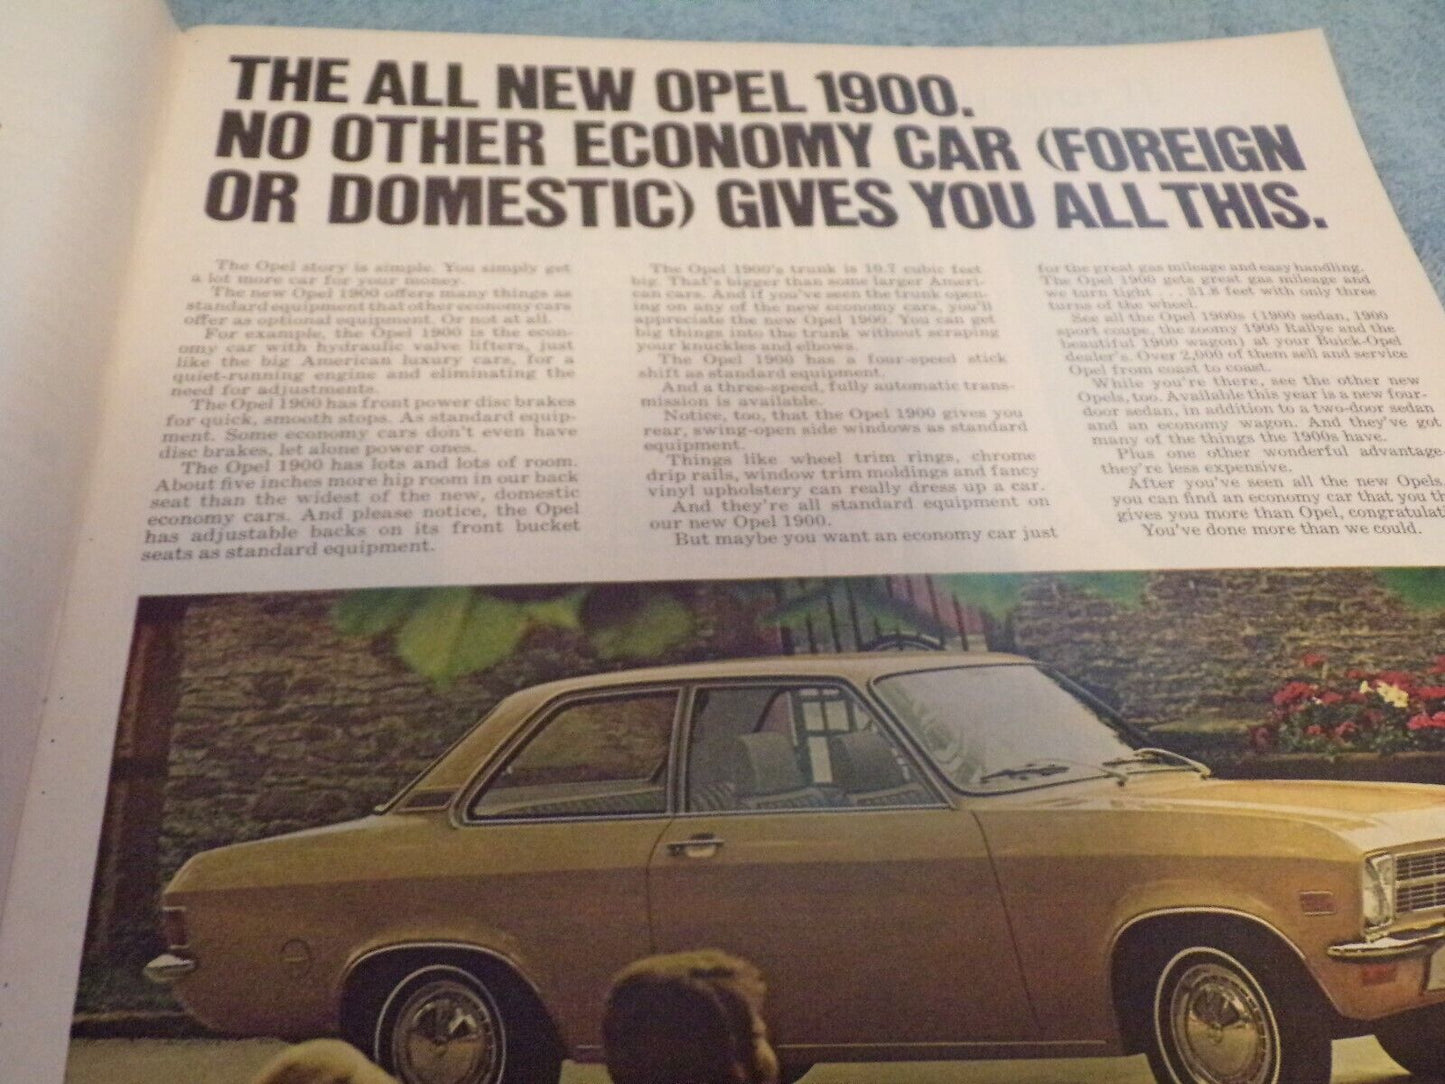 THE ALL NEW OPEL 1900.
NO OTHER ECONOMY CAR (FOREIGN
OR DOMESTIC) GIVES YOU ALL THIS.
The Opel story is simple. You simply get
a lot more car for your money.
The new Opel 1900 offers many things as
standard equipment that other economy cars
offer as optional equipment. Or not at all.
For example, the Opel 1900 is the econ-
omy car with hydraulic valve lifters, just
like the big American luxury cars, for a
quiet-running engine and eliminating the
need for adjustments.
The Opel 1900 has front power disc brakes
for quick, smooth stops. As standard equip-
ment. Some economy cars don't even have
disc brakes, let alone power ones.
The Opel 1900 has lots and lots of room.
About five inches more hip room in our back
seat than the widest of the new, domestic
economy cars. And please notice, the Opel
has adjustable backs on its front bucket
seats as standard equipment.
The Opel 1900's trunk is 10.7 cubic feet
big. That's bigger than some larger Ameri-
can cars. And if you've seen the trunk open-
ing on any of the new economy cars, you'll
appreciate the new Opel 1900. You can get
big things into the trunk without scraping
your knuckles and elbows.
The Opel 1900 has a four-speed stick
shift as standard equipment.
And a three-speed, fully automatic trans-
mission is available.
Notice, too, that the Opel 1900 gives you
rear, swing-open side windows as standard
equipment.
Things like wheel trim rings, chrome
drip rails, window trim moldings and fancy
vinyl upholstery can really dress up a car.
And they're all standard equipment on
our new Opel 1900.
But maybe you want an economy car just
for the great gas mileage and easy handling.
The Opel 1900 gets great gas mileage and
we turn tight . . . 31.8 feet with only three
turns of the wheel.
See all the Opel 1900s (1900 sedan, 1900
sport coupe, the zoomy 1900 Rallye and the
beautiful 1900 wagon) at your Buick-Opel
dealer's. Over 2,000 of them sell and service
Opel from coast to coast.
While you're there, see the other new
Opels, too. Available this year is a new four-
door sedan, in addition to a two-door sedan
and an economy wagon. And they've got
many of the things the 1900s have.
Plus one other wonderful advantage
they're less expensive.
After you've seen all the new Opels,
you can find an economy car that you th
gives you more than Opel, congratulati
You've done more than we could.